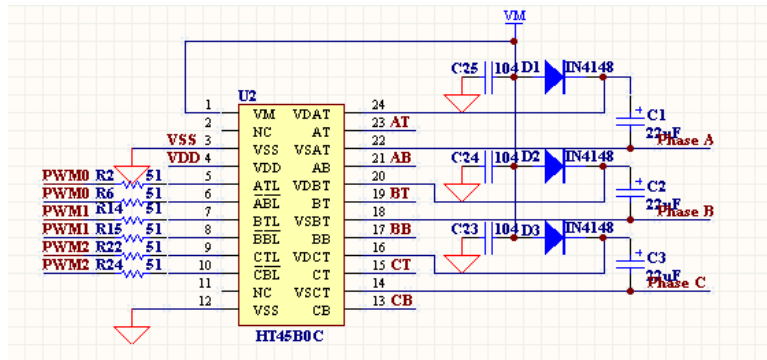 VM
C25 104 D1 IN4148
U2
1 VM VDAT 24
C1
2 NC AT 23 AT
22uF
VSS 3 VSS VSAT 22 Phase A
VDD 4 VDD AB 21 AB
C24 104 D2 IN4148
PWM0 R2 51 5 ATL VDBT 20
C2
PWM0 R6 51 6 ABL BT 19 BT
22uF
PWM1 R14 51 7 BTL VSBT 18 Phase B
PWM1 R15 51 8 BBL BB 17 BB
C23 104 D3 IN4148
PWM2 R22 51 9 CTL VDCT 16
C3
PWM2 R24 51 10 CBL CT 15 CT
22uF
11 NC VSCT 14 Phase C
12 VSS CB 13 CB
HT45B0C